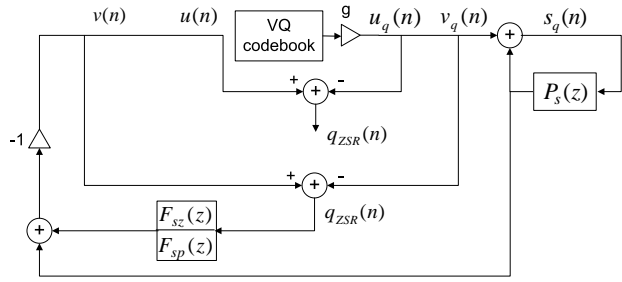 v(n) u(n) VQ codebook g u_q(n) v_q(n) + s_q(n)
+ - + P_s(z)
-1 q_ZSR(n)
+ - +
q_ZSR(n)
F_sz(z)
F_sp(z)
+